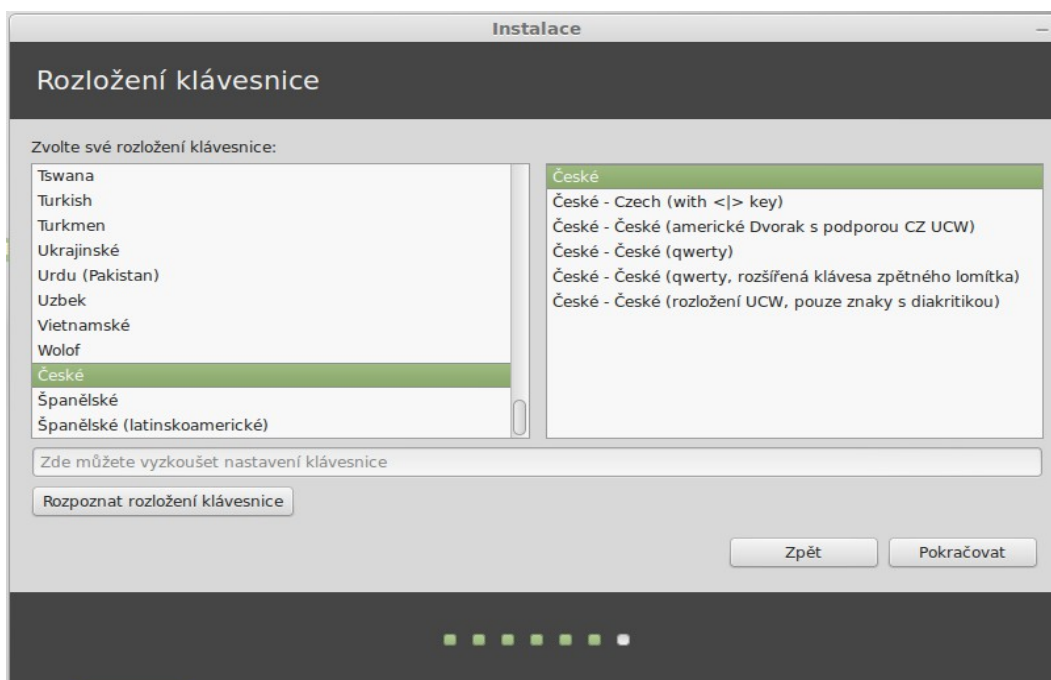 Instalace
Rozložení klávesnice
Zvolte své rozložení klávesnice:
Tswana
Turkish
Turkmen
Ukrajinské
Urdu (Pakistan)
Uzbek
Vietnamské
Wolof
České
Španělské
Španělské (latinskoamerické)
České
České - Czech (with <|> key)
České - České (americké Dvorak s podporou CZ UCW)
České - České (qwerty)
České - České (qwerty, rozšířená klávesa zpětného lomítka)
České - České (rozložení UCW, pouze znaky s diakritikou)
Zde můžete vyzkoušet nastavení klávesnice
Rozpoznat rozložení klávesnice
Zpět
Pokračovat